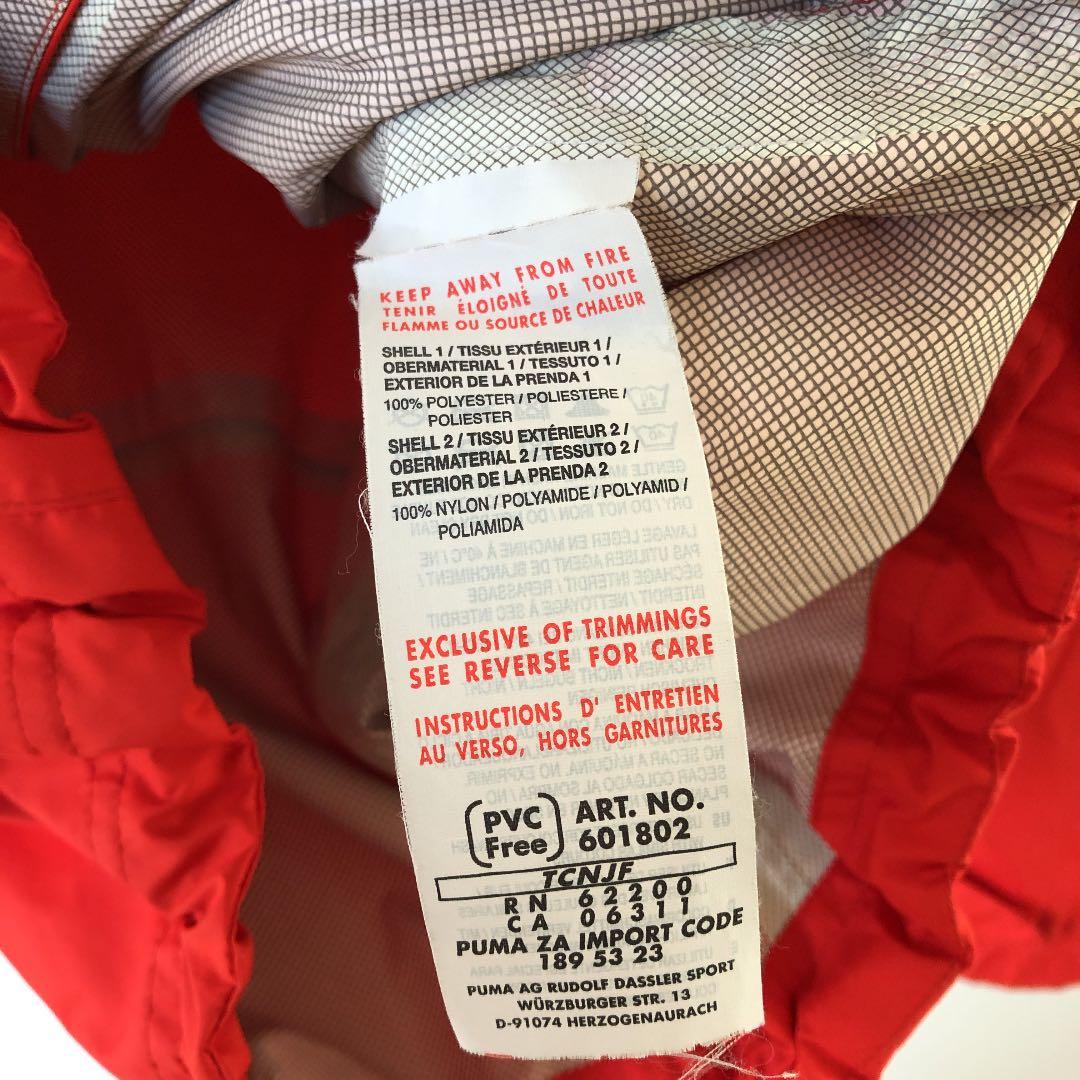 KEEP AWAY FROM FIRE
TENIR ÉLOIGNÉ DE TOUTE
FLAMME OU SOURCE DE CHALEUR
SHELL 1 / TISSU EXTÉRIEUR 1 /
OBERMATERIAL 1 / TESSUTO 1 /
EXTERIOR DE LA PRENDA 1
100% POLYESTER / POLIESTERE /
POLIESTER
SHELL 2 / TISSU EXTÉRIEUR 2 /
OBERMATERIAL 2 / TESSUTO 2 /
EXTERIOR DE LA PRENDA 2
100% NYLON / POLYAMIDE / POLYAMID /
POLIAMIDA
EXCLUSIVE OF TRIMMINGS
SEE REVERSE FOR CARE
INSTRUCTIONS D' ENTRETIEN
AU VERSO, HORS GARNITURES
PVC Free
ART. NO.
601802
TCNJF
RN 62200
CA 06311
PUMA ZA IMPORT CODE
189 53 23
PUMA AG RUDOLF DASSLER SPORT
WÜRZBURGER STR. 13
D-91074 HERZOGENAURACH